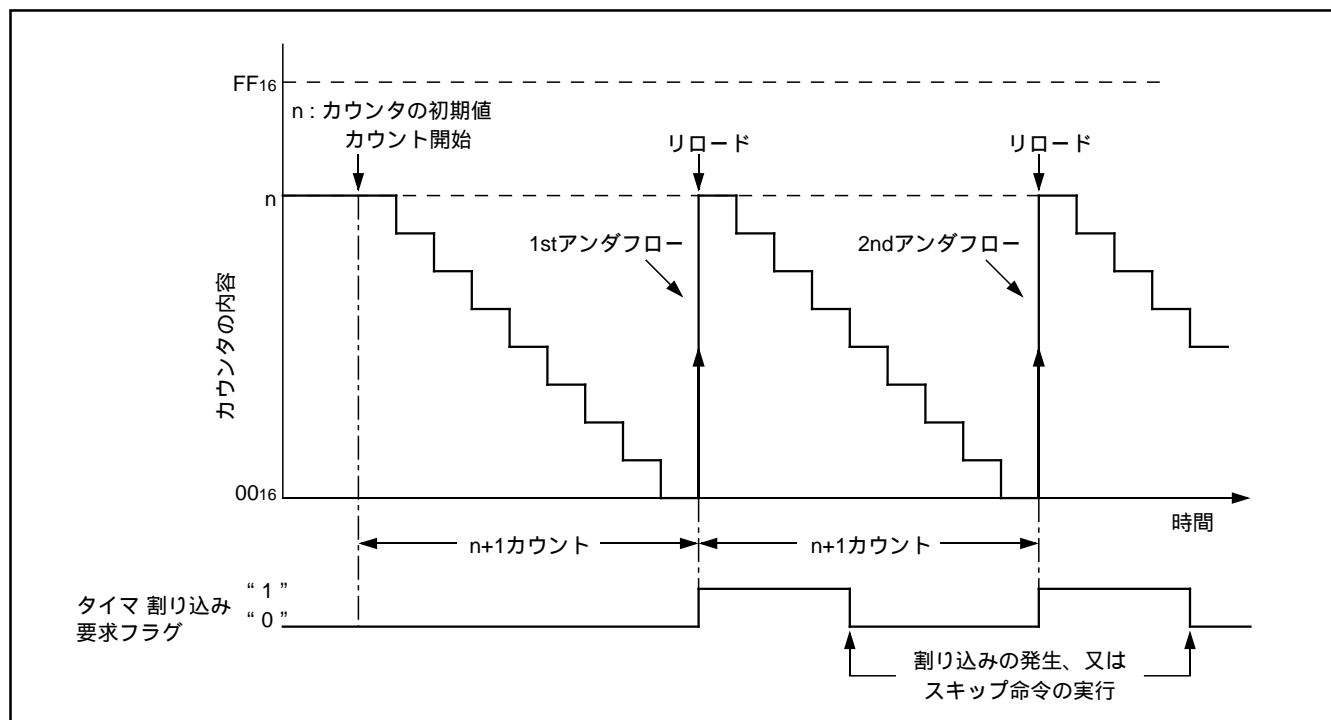 FF16
n : カウンタの初期値
カウント開始
リロード
リロード
n
1stアンダフロー
2ndアンダフロー
カウンタの内容
0016
時間
n+1カウント
n+1カウント
タイマ 割り込み
要求フラグ
“ 1 ”
“ 0 ”
割り込みの発生、又は
スキップ命令の実行